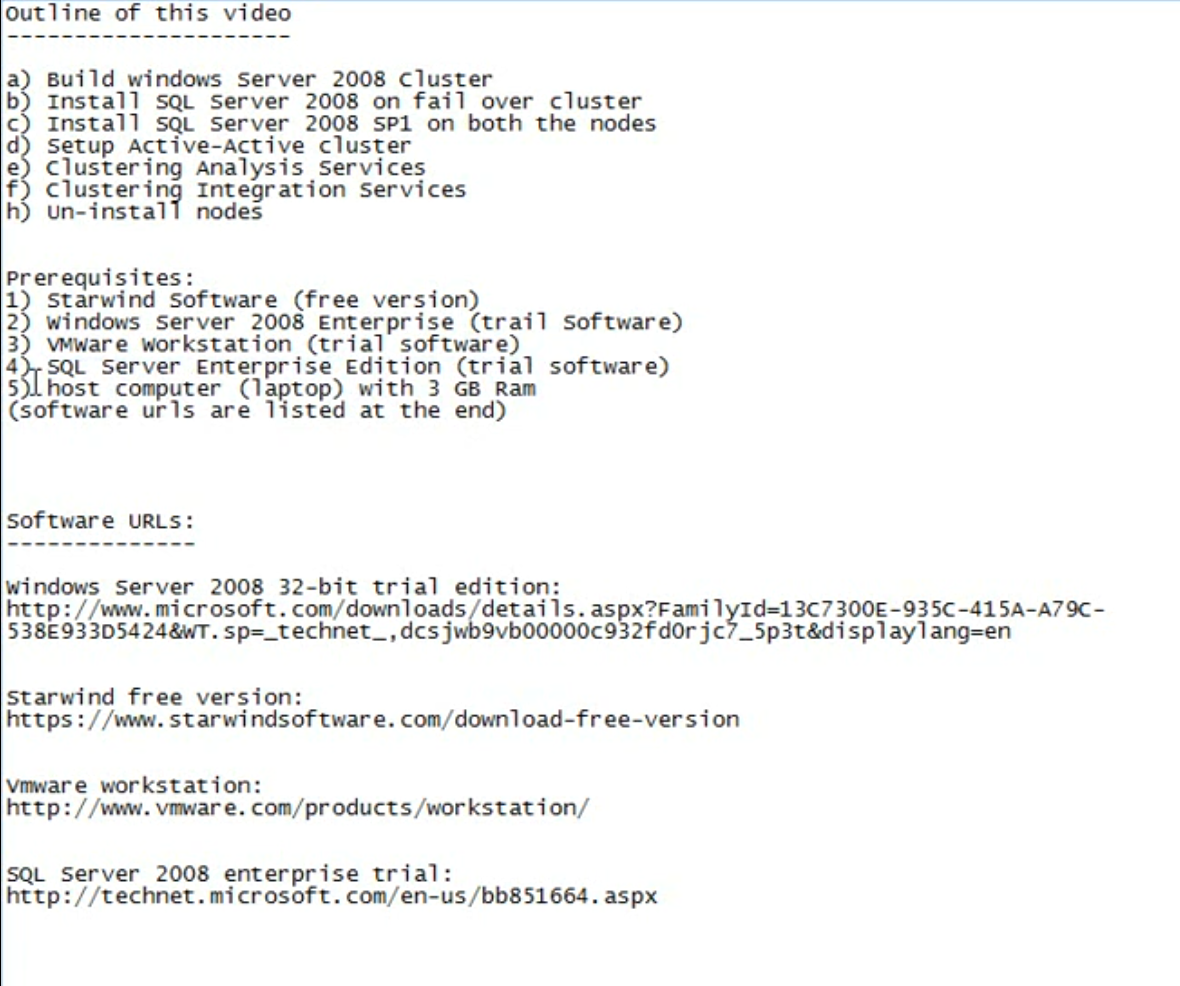 Outline of this video
---------------------
a) Build windows Server 2008 Cluster
b) Install SQL Server 2008 on fail over cluster
c) Install SQL Server 2008 SP1 on both the nodes
d) Setup Active-Active cluster
e) Clustering Analysis Services
f) Clustering Integration Services
h) Un-install nodes
Prerequisites:
1) Starwind Software (free version)
2) Windows Server 2008 Enterprise (trail Software)
3) VMWare Workstation (trial software)
4) SQL Server Enterprise Edition (trial software)
5) host computer (laptop) with 3 GB Ram
(software urls are listed at the end)
Software URLs:
--------------
Windows Server 2008 32-bit trial edition:
http://www.microsoft.com/downloads/details.aspx?FamilyId=13C7300E-935C-415A-A79C-
538E933D5424&WT.sp=_technet_,dcsjwb9vb00000c932fd0rjc7_5p3t&displaylang=en
Starwind free version:
https://www.starwindsoftware.com/download-free-version
Vmware workstation:
http://www.vmware.com/products/workstation/
SQL Server 2008 enterprise trial:
http://technet.microsoft.com/en-us/bb851664.aspx